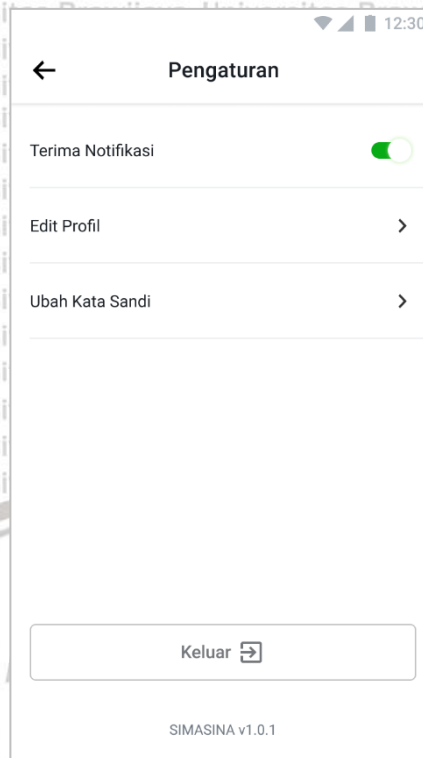 12:30
Pengaturan
Terima Notifikasi
Edit Profil
Ubah Kata Sandi
Keluar
SIMASINA v1.0.1